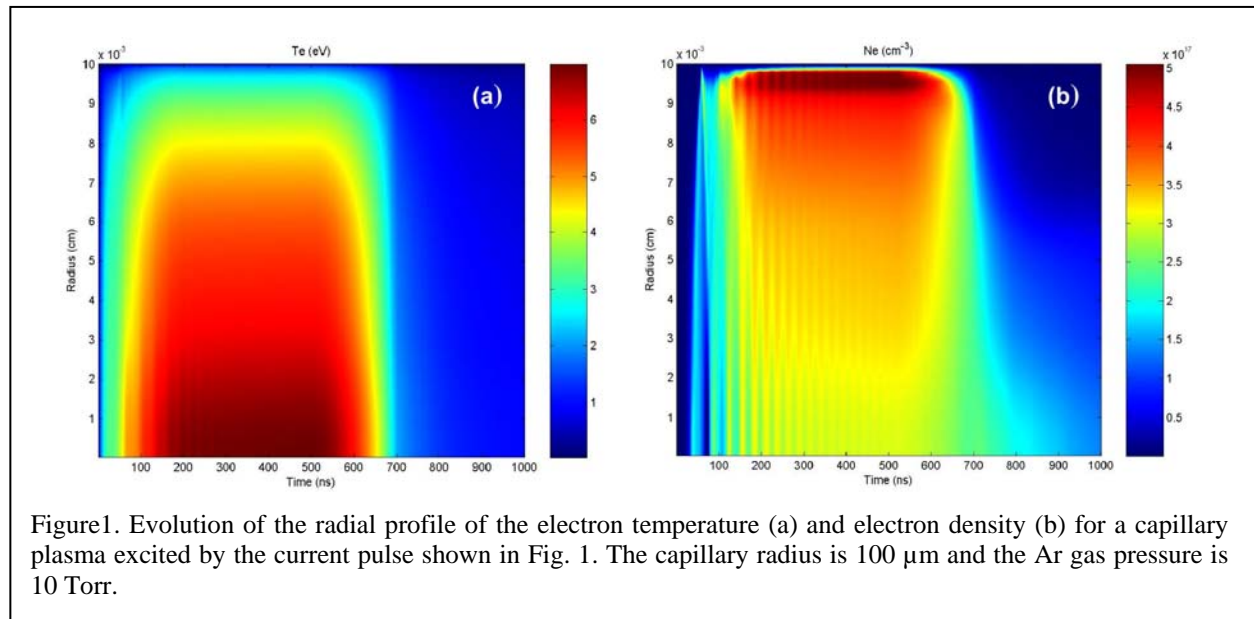 Te (eV)
x 10⁻³
10
9
8
7
6
5
4
3
2
1
Radius (cm)
100 200 300 400 500 600 700 800 900 1000
Time (ns)
(a)
6
5
4
3
2
1
Ne (cm⁻³)
x 10⁻³
10
9
8
7
6
5
4
3
2
1
Radius (cm)
100 200 300 400 500 600 700 800 900 1000
Time (ns)
(b)
x 10¹⁷
5
4.5
4
3.5
3
2.5
2
1.5
1
0.5
Figure1. Evolution of the radial profile of the electron temperature (a) and electron density (b) for a capillary
plasma excited by the current pulse shown in Fig. 1. The capillary radius is 100 µm and the Ar gas pressure is
10 Torr.